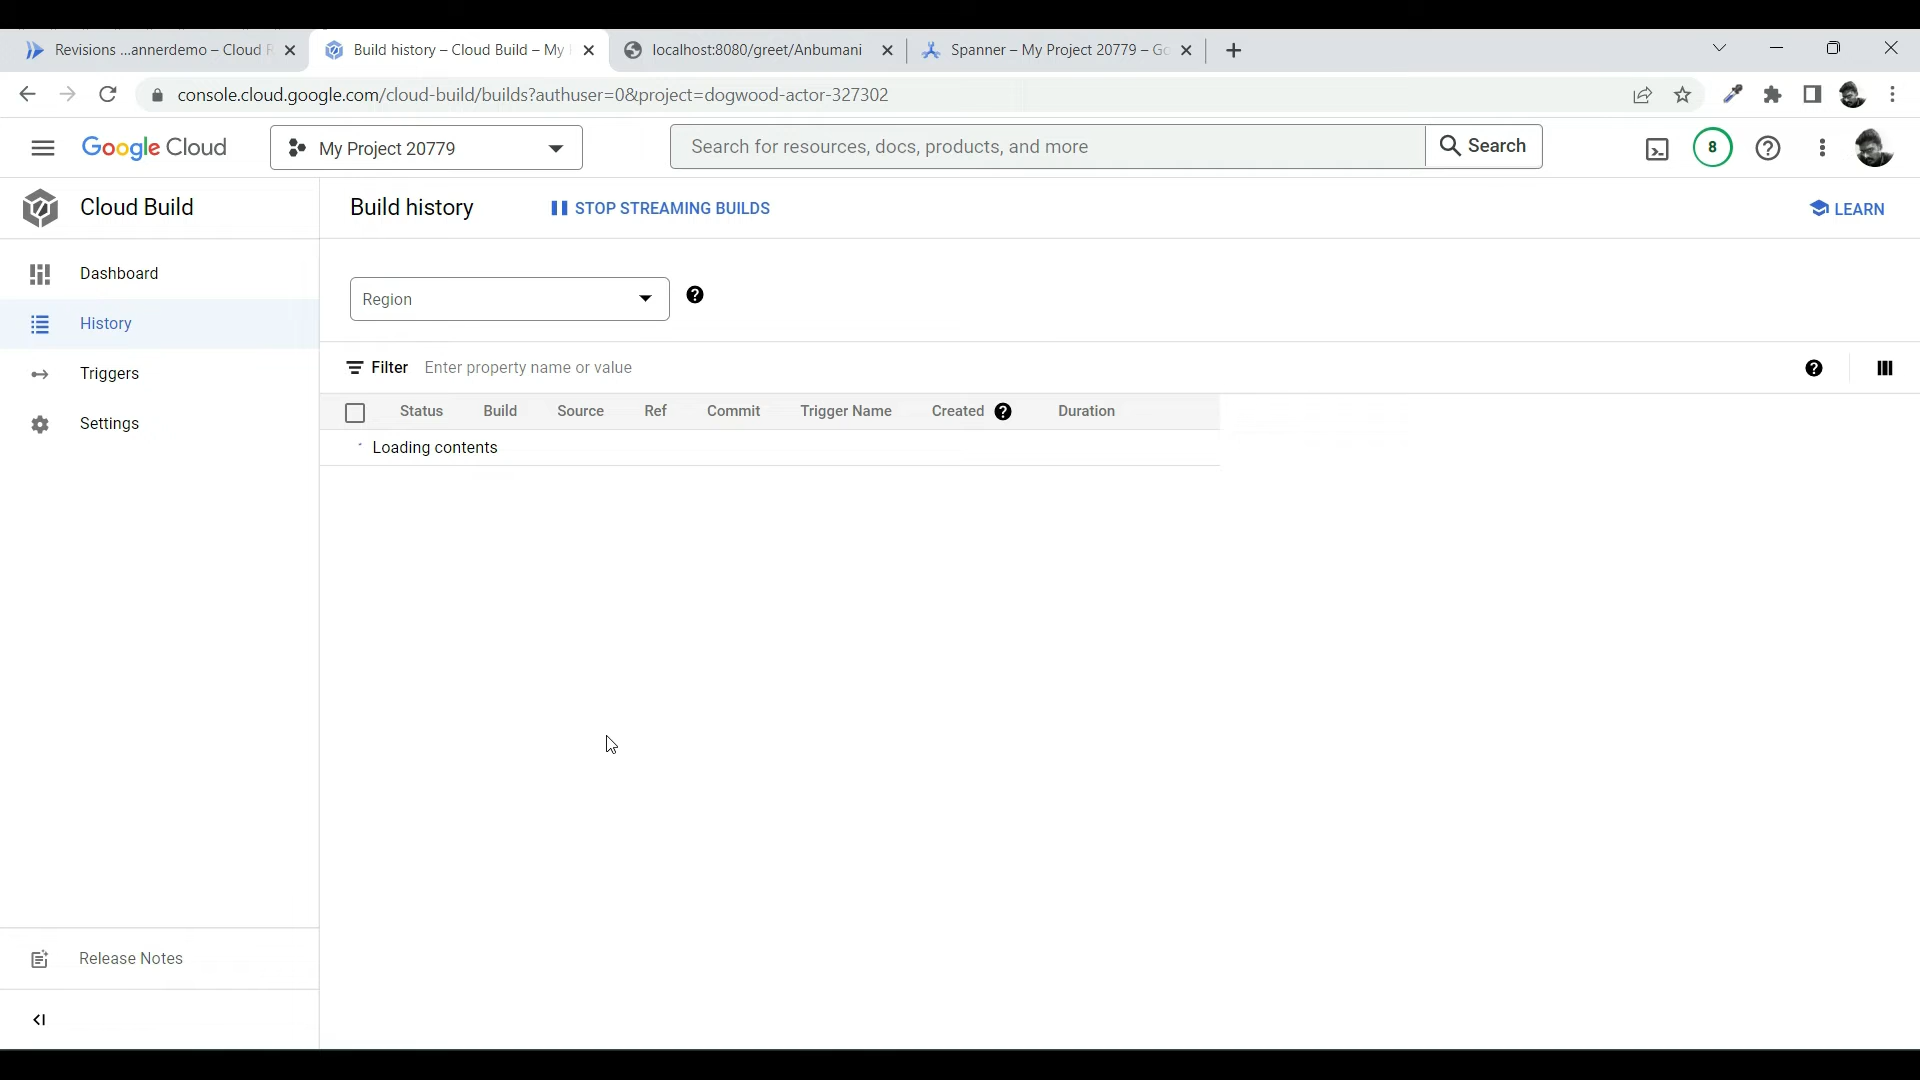 Revisions ...annerdemo – Cloud R
Build history – Cloud Build – My
localhost:8080/greet/Anbumani
Spanner – My Project 20779 – Go
console.cloud.google.com/cloud-build/builds?authuser=0&project=dogwood-actor-327302
Google Cloud
My Project 20779
Search for resources, docs, products, and more
Search
8
Cloud Build
Build history
STOP STREAMING BUILDS
LEARN
Dashboard
History
Triggers
Settings
Region
Filter Enter property name or value
Status Build Source Ref Commit Trigger Name Created Duration
Loading contents
Release Notes